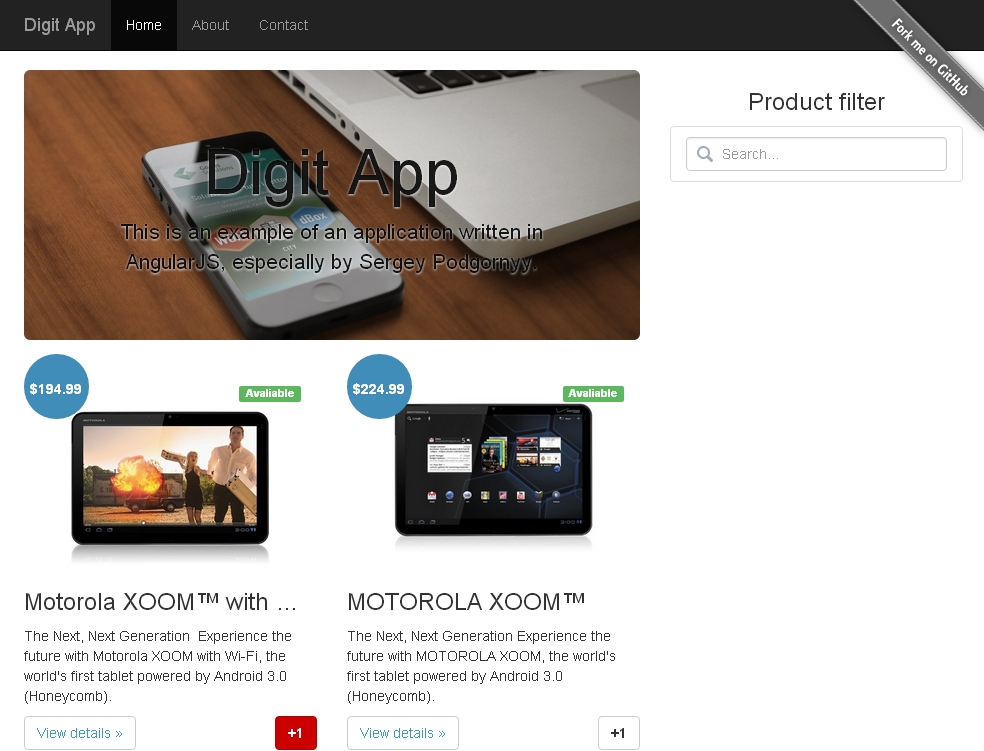 Digit App
Home
About
Contact
Fork me on GitHub
Digit App
This is an example of an application written in
AngularJS, especially by Sergey Podgornyy.
Product filter
Search...
$194.99
Avaliable
$224.99
Avaliable
MOTOROLA
Motorola XOOM™ with ...
The Next, Next Generation  Experience the
future with Motorola XOOM with Wi-Fi, the
world's first tablet powered by Android 3.0
(Honeycomb).
View details »
+1
MOTOROLA XOOM™
The Next, Next Generation Experience the
future with MOTOROLA XOOM, the world's
first tablet powered by Android 3.0
(Honeycomb).
View details »
+1